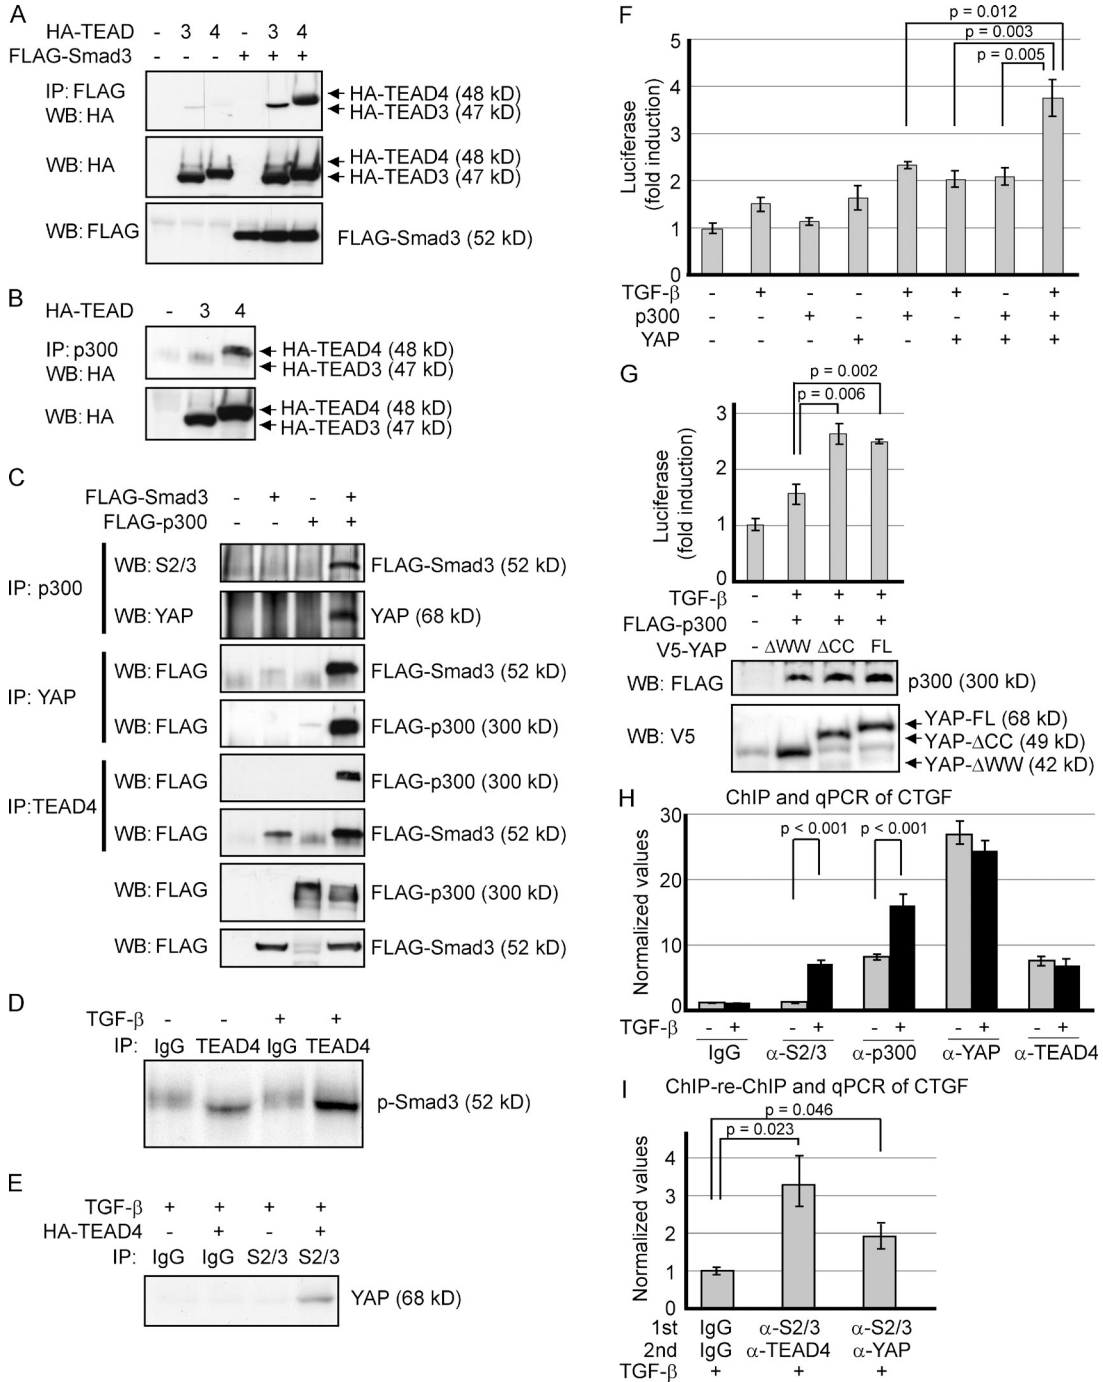 A
HA-TEAD - 3 4 - 3 4
FLAG-Smad3 - - - + + +
IP: FLAG
WB: HA
HA-TEAD4 (48 kD)
HA-TEAD3 (47 kD)
WB: HA
HA-TEAD4 (48 kD)
HA-TEAD3 (47 kD)
WB: FLAG
FLAG-Smad3 (52 kD)
B
HA-TEAD - 3 4
IP: p300
WB: HA
HA-TEAD4 (48 kD)
HA-TEAD3 (47 kD)
WB: HA
HA-TEAD4 (48 kD)
HA-TEAD3 (47 kD)
C
FLAG-Smad3 - + - +
FLAG-p300 - - + +
IP: p300
WB: S2/3 FLAG-Smad3 (52 kD)
WB: YAP YAP (68 kD)
IP: YAP
WB: FLAG FLAG-Smad3 (52 kD)
WB: FLAG FLAG-p300 (300 kD)
IP:TEAD4
WB: FLAG FLAG-p300 (300 kD)
WB: FLAG FLAG-Smad3 (52 kD)
WB: FLAG FLAG-p300 (300 kD)
WB: FLAG FLAG-Smad3 (52 kD)
D
TGF-β - - + +
IP: IgG TEAD4 IgG TEAD4
p-Smad3 (52 kD)
E
TGF-β + + + +
HA-TEAD4 - + - +
IP: IgG IgG S2/3 S2/3
YAP (68 kD)
F
p = 0.012
p = 0.003
p = 0.005
Luciferase
(fold induction)
5
4
3
2
1
0
TGF-β - + - - + + - +
p300 - - + - + - + +
YAP - - - + - + + +
G
p = 0.002
p = 0.006
Luciferase
(fold induction)
3
2
1
0
TGF-β - + + +
FLAG-p300 - + + +
V5-YAP - ΔWW ΔCC FL
WB: FLAG p300 (300 kD)
WB: V5
YAP-FL (68 kD)
YAP-ΔCC (49 kD)
YAP-ΔWW (42 kD)
H
ChIP and qPCR of CTGF
p < 0.001 p < 0.001
Normalized values
30
20
10
0
TGF-β - + - + - + - + - +
IgG α-S2/3 α-p300 α-YAP α-TEAD4
I
ChIP-re-ChIP and qPCR of CTGF
p = 0.046
p = 0.023
Normalized values
4
3
2
1
0
1st IgG α-S2/3 α-S2/3
2nd IgG α-TEAD4 α-YAP
TGF-β + + +